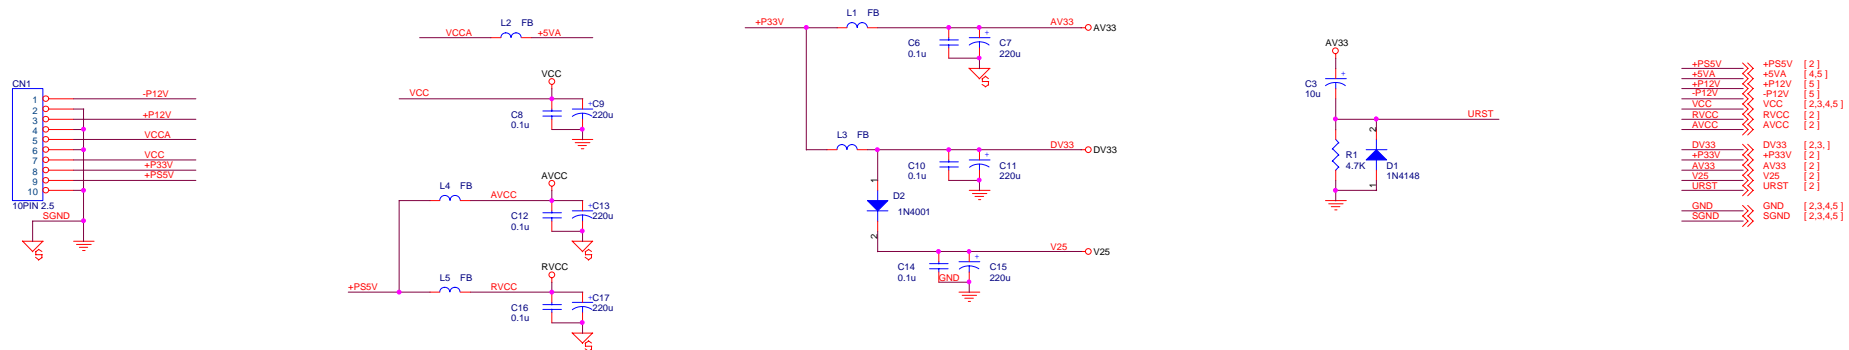 CN1
1
2
3
4
5
6
7
8
9
10
10PIN 2.5
-P12V
+P12V
VCCA
VCC
+P33V
+PS5V
SGND
S
L2 FB
VCCA +5VA
VCC
VCC
C8
0.1u
+C9
220u
L4 FB
AVCC
AVCC
C12
0.1u
+C13
220u
S
+PS5V
L5 FB
RVCC
RVCC
C16
0.1u
+C17
220u
S
+P33V
L1 FB
AV33
AV33
C6
0.1u
+
C7
220u
S
L3 FB
DV33
DV33
C10
0.1u
+
C11
220u
1
D2
1N4001
2
V25
V25
C14
0.1u
GND
+
C15
220u
AV33
C3
10u
+
URST
R1
4.7K
2
D1
1N4148
1
+PS5V +PS5V [ 2 ]
+5VA +5VA [ 4,5 ]
+P12V +P12V [ 5 ]
-P12V -P12V [ 5 ]
VCC VCC [ 2,3,4,5 ]
RVCC RVCC [ 2 ]
AVCC AVCC [ 2 ]
DV33 DV33 [ 2,3, ]
+P33V +P33V [ 2 ]
AV33 AV33 [ 2 ]
V25 V25 [ 2 ]
URST URST [ 2 ]
GND GND [ 2,3,4,5 ]
SGND SGND [ 2,3,4,5 ]